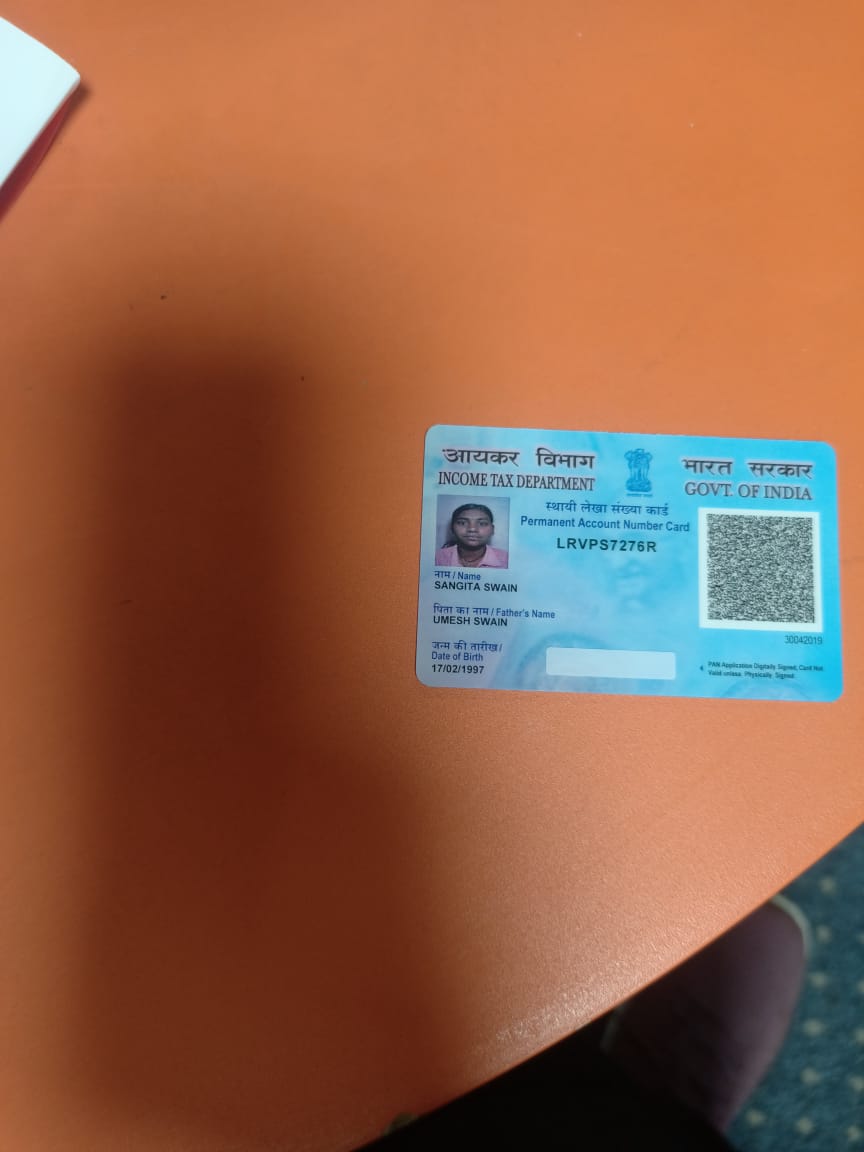 आयकर विभाग
INCOME TAX DEPARTMENT
भारत सरकार
GOVT. OF INDIA
स्थायी लेखा संख्या कार्ड
Permanent Account Number Card
LRVPS7276R
नाम / Name
SANGITA SWAIN
पिता का नाम / Father's Name
UMESH SWAIN
जन्म की तारीख/
Date of Birth
17/02/1997
30042019
PAN Application Digitally Signed, Card Not
Valid unless Physically Signed